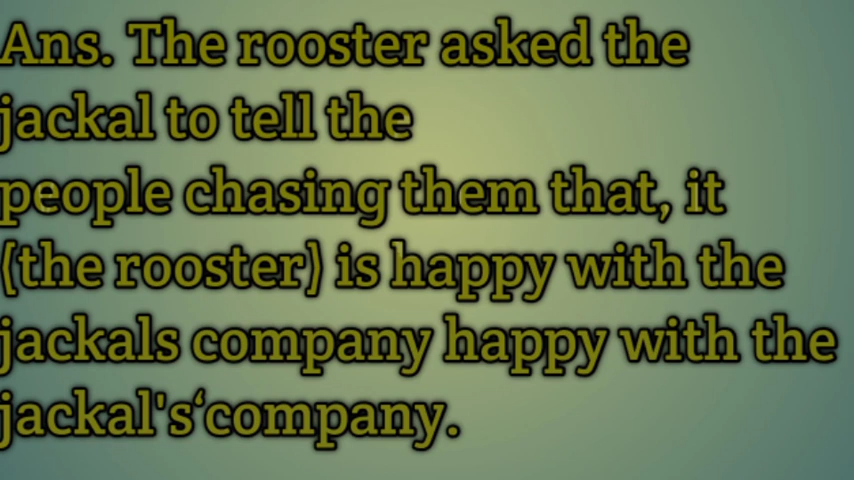 Ans. The rooster asked the
jackal to tell the
people chasing them that, it
(the rooster) is happy with the
jackals company happy with the
jackal's‘company.